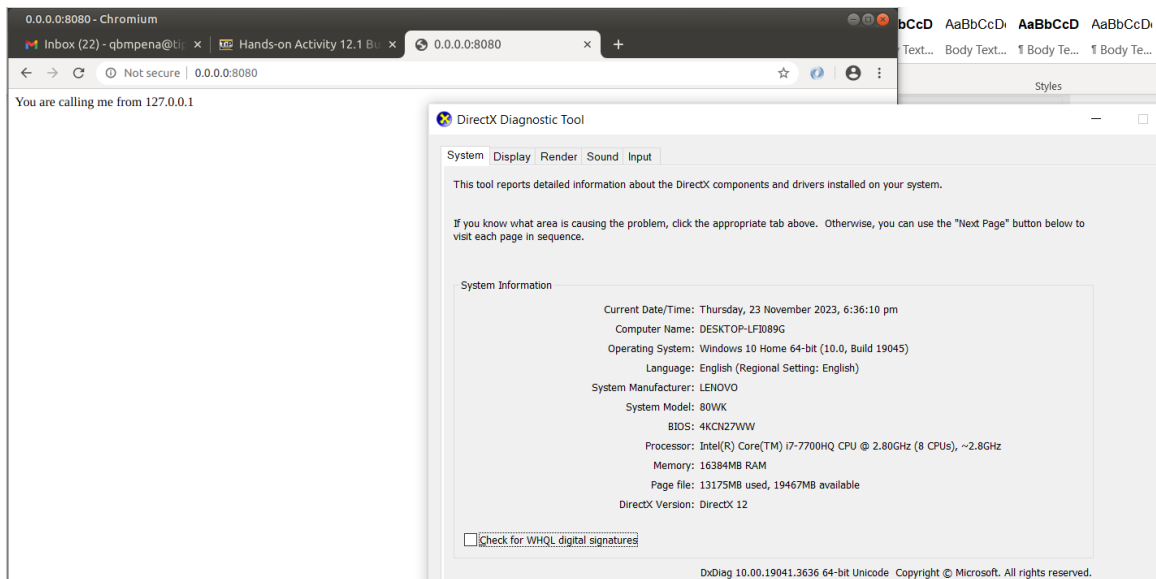 0.0.0.0:8080 - Chromium
Inbox (22) - qbmpena@tip
Hands-on Activity 12.1 Bu
0.0.0.0:8080
Not secure | 0.0.0.0:8080
You are calling me from 127.0.0.1
bCcD AaBbCcD AaBbCcD AaBbCcD
Text... Body Text... ¶ Body Te... ¶ Body Te...
Styles
DirectX Diagnostic Tool
System Display Render Sound Input
This tool reports detailed information about the DirectX components and drivers installed on your system.
If you know what area is causing the problem, click the appropriate tab above. Otherwise, you can use the "Next Page" button below to
visit each page in sequence.
System Information
Current Date/Time: Thursday, 23 November 2023, 6:36:10 pm
Computer Name: DESKTOP-LFI089G
Operating System: Windows 10 Home 64-bit (10.0, Build 19045)
Language: English (Regional Setting: English)
System Manufacturer: LENOVO
System Model: 80WK
BIOS: 4KCN27WW
Processor: Intel(R) Core(TM) i7-7700HQ CPU @ 2.80GHz (8 CPUs), ~2.8GHz
Memory: 16384MB RAM
Page file: 13175MB used, 19467MB available
DirectX Version: DirectX 12
Check for WHQL digital signatures
DxDiag 10.00.19041.3636 64-bit Unicode Copyright © Microsoft. All rights reserved.